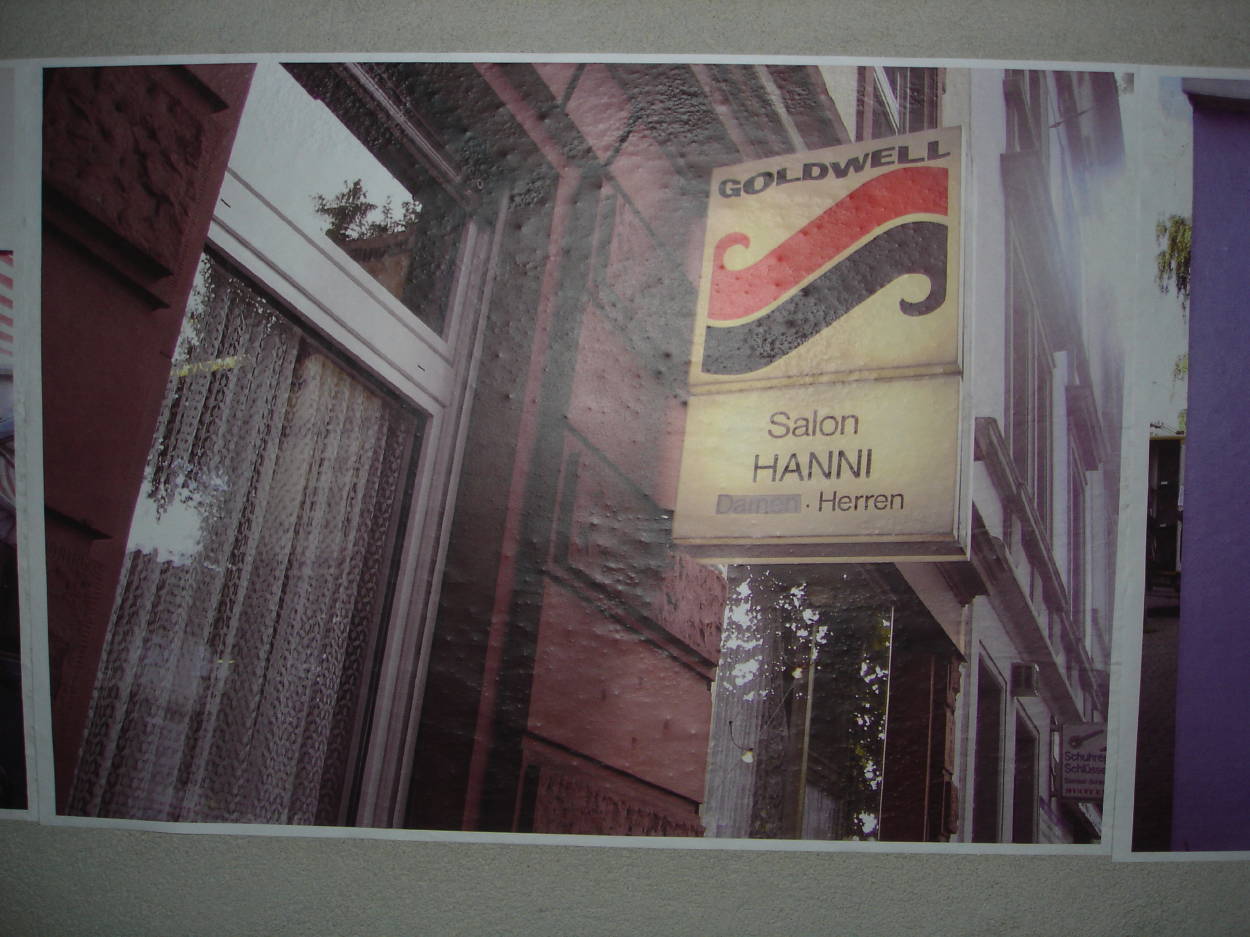 GOLDWELL
Salon
HANNI
Damen · Herren